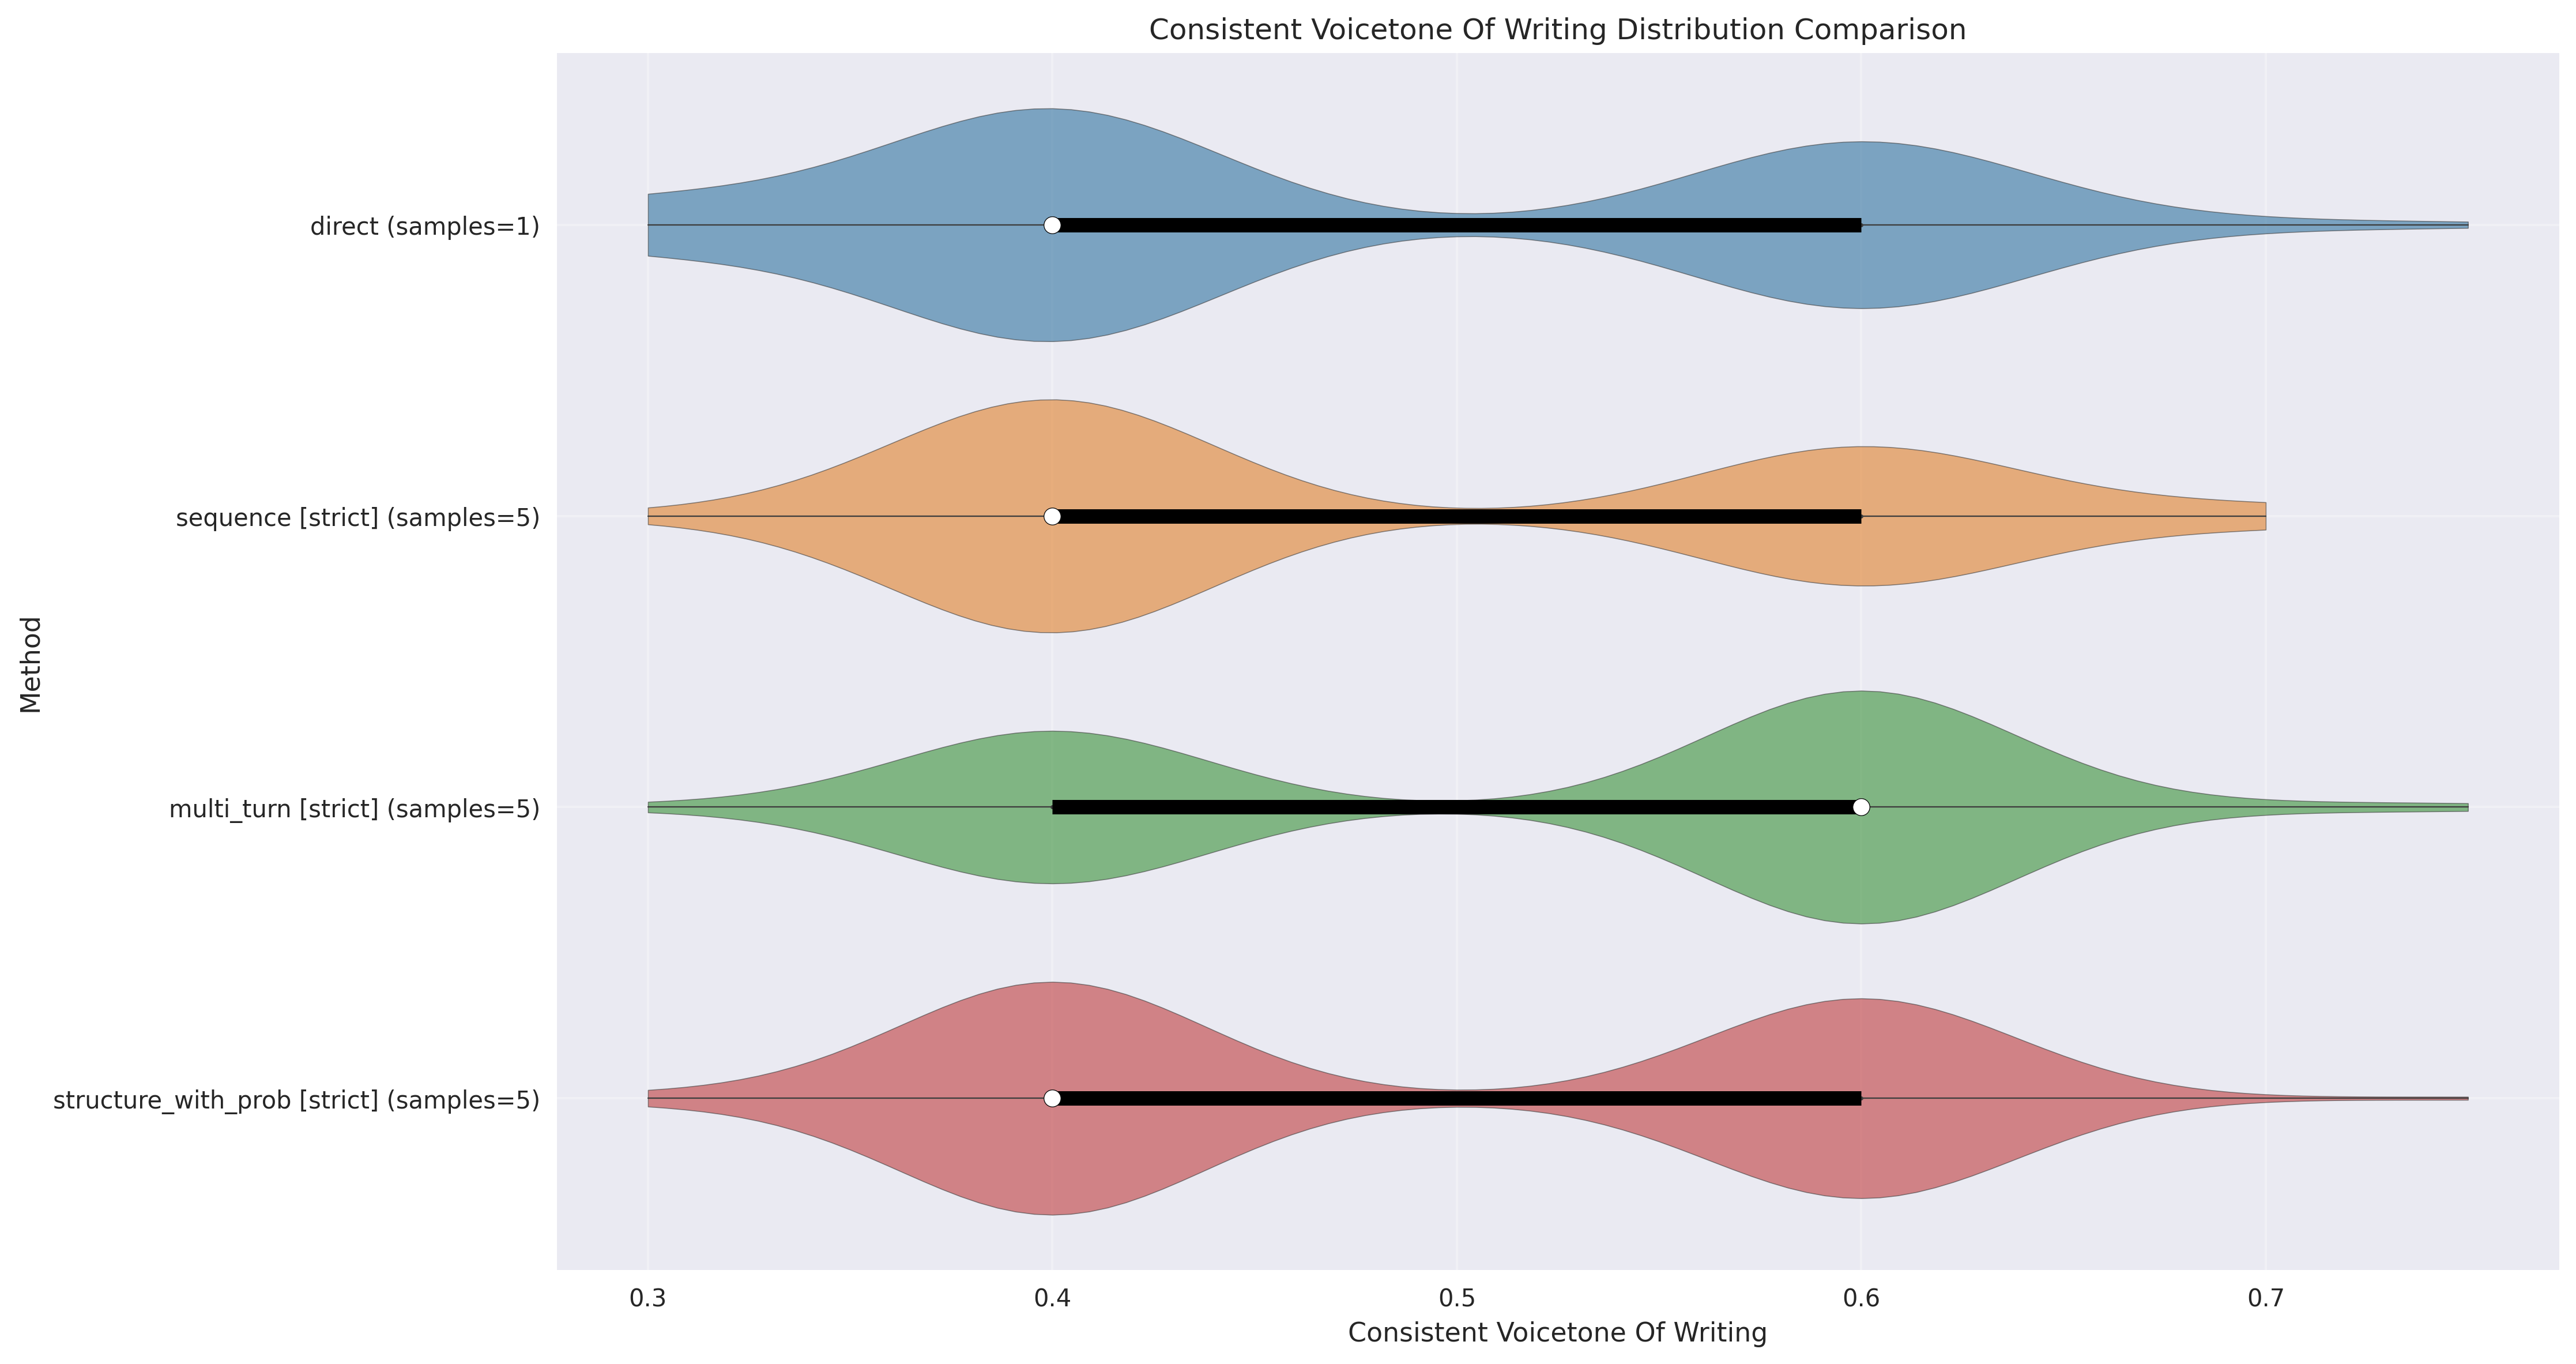 Consistent Voicetone Of Writing Distribution Comparison
direct (samples=1)
sequence [strict] (samples=5)
multi_turn [strict] (samples=5)
structure_with_prob [strict] (samples=5)
Method
0.3 0.4 0.5 0.6 0.7
Consistent Voicetone Of Writing